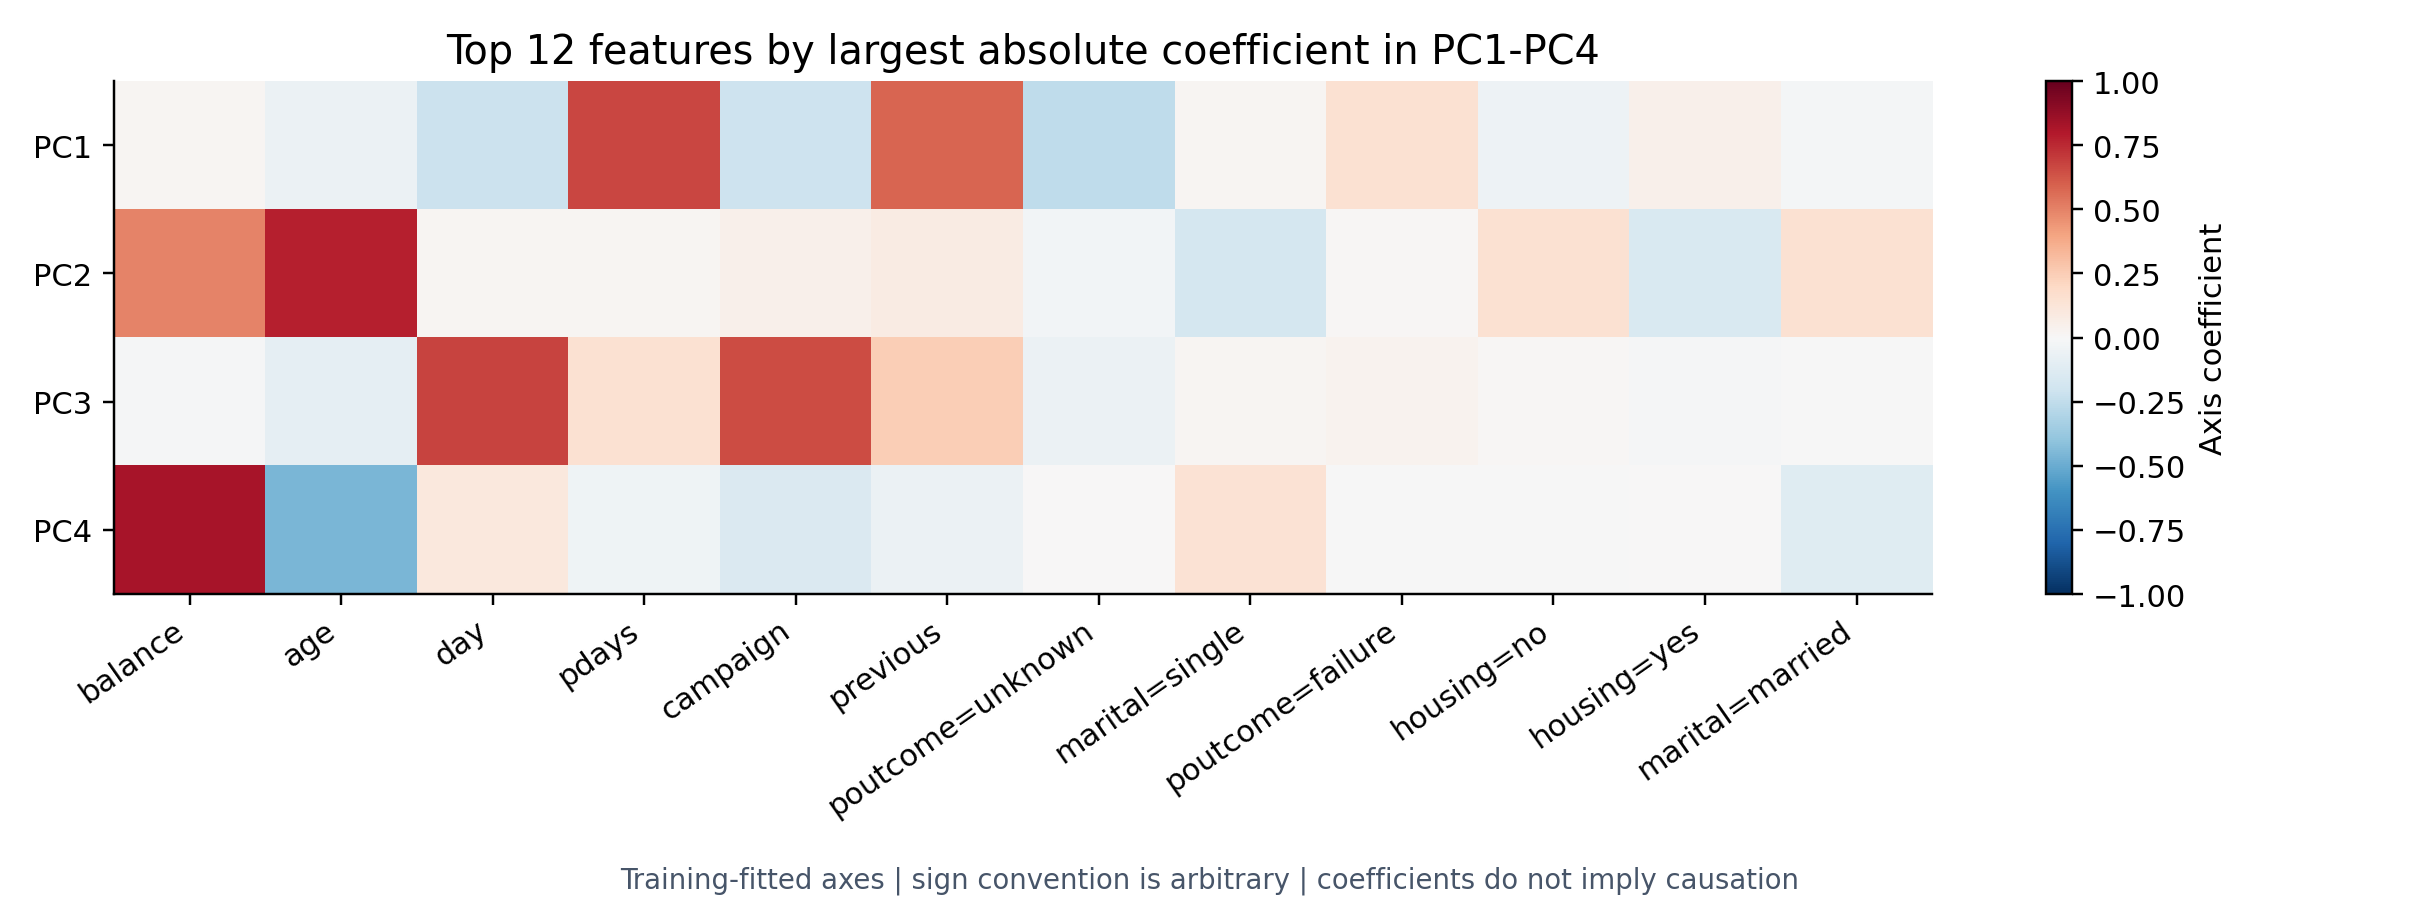 Top 12 features by largest absolute coefficient in PC1-PC4
PC1
PC2
PC3
PC4
balance
age
day
pdays
campaign
previous
poutcome=unknown
marital=single
poutcome=failure
housing=no
housing=yes
marital=married
1.00
0.75
0.50
0.25
0.00
−0.25
−0.50
−0.75
−1.00
Axis coefficient
Training-fitted axes | sign convention is arbitrary | coefficients do not imply causation